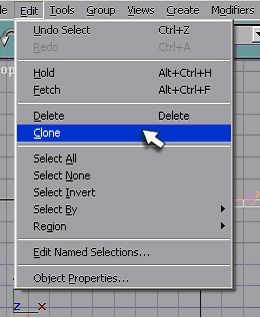 Edit Tools Group Views Create Modifiers
Undo Select Ctrl+Z
Redo Ctrl+A
Hold Alt+Ctrl+H
Fetch Alt+Ctrl+F
Delete Delete
Clone
Select All
Select None
Select Invert
Select By
Region
Edit Named Selections...
Object Properties...
z x